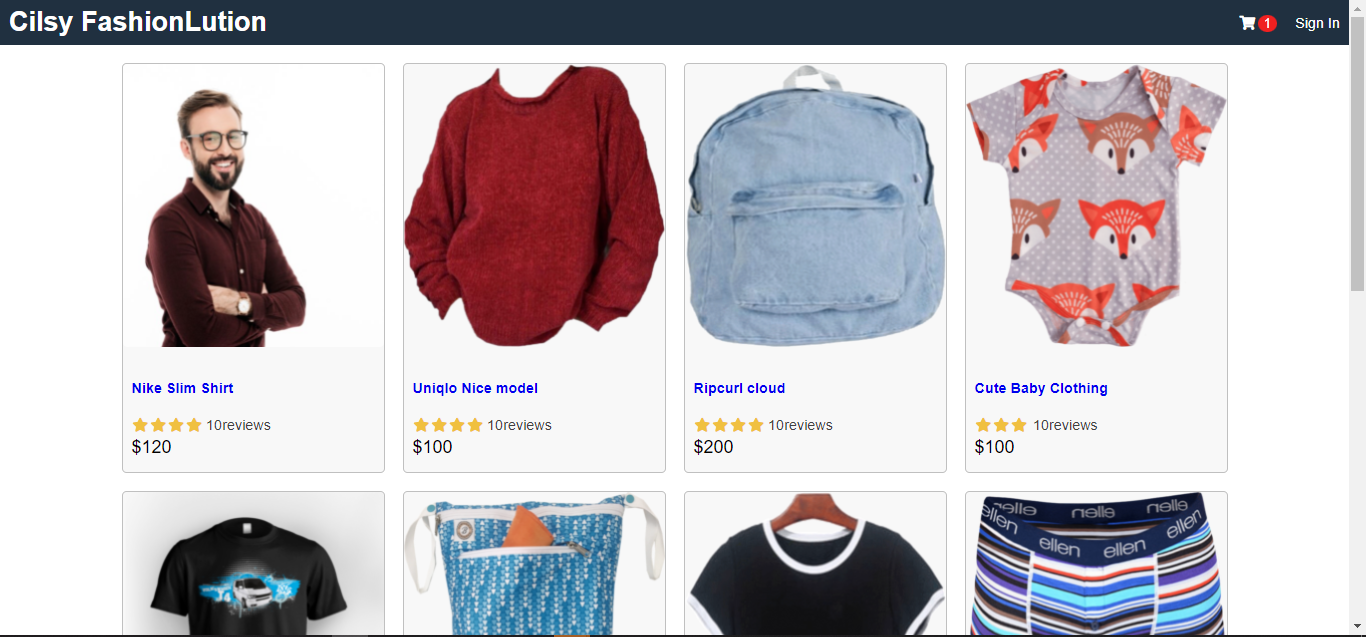 Cilsy FashionLution
1 Sign In
Nike Slim Shirt
10reviews
$120
Uniqlo Nice model
10reviews
$100
Ripcurl cloud
10reviews
$200
Cute Baby Clothing
10reviews
$100
ellen ellen ellen ellen